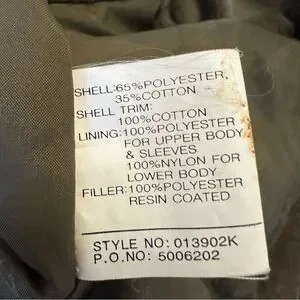 SHELL:65%POLYESTER,
35%COTTON
SHELL TRIM:
100%COTTON
LINING:100%POLYESTER
FOR UPPER BODY
& SLEEVES
100%NYLON FOR
LOWER BODY
FILLER:100%POLYESTER
RESIN COATED
STYLE NO: 013902K
P.O.NO: 5006202